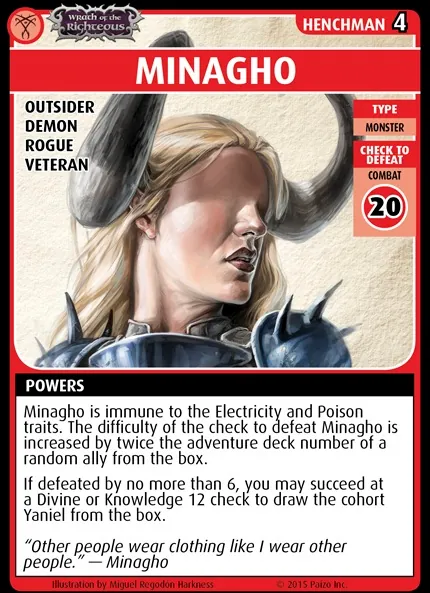 Wrath of the
Righteous
HENCHMAN 4
MINAGHO
OUTSIDER
DEMON
ROGUE
VETERAN
TYPE
MONSTER
CHECK TO
DEFEAT
COMBAT
20
POWERS
Minagho is immune to the Electricity and Poison
traits. The difficulty of the check to defeat Minagho is
increased by twice the adventure deck number of a
random ally from the box.
If defeated by no more than 6, you may succeed at
a Divine or Knowledge 12 check to draw the cohort
Yaniel from the box.
“Other people wear clothing like I wear other
people.” — Minagho
Illustration by Miguel Regodón Harkness
© 2015 Paizo Inc.